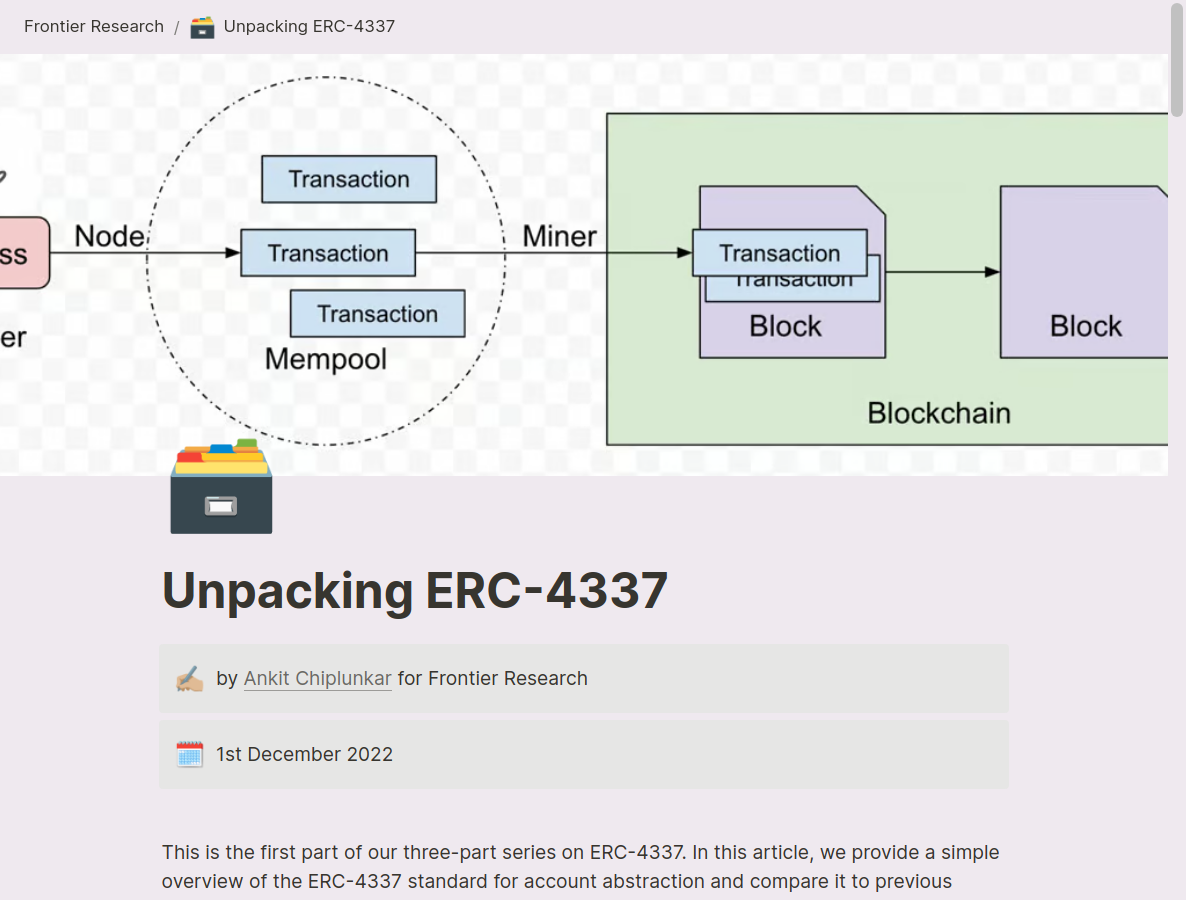 Frontier Research / Unpacking ERC-4337
Transaction
Node
Miner
ss
Transaction
Transaction
Transaction
Transaction
er
Mempool
Block
Block
Blockchain
Unpacking ERC-4337
by Ankit Chiplunkar for Frontier Research
1st December 2022
This is the first part of our three-part series on ERC-4337. In this article, we provide a simple
overview of the ERC-4337 standard for account abstraction and compare it to previous